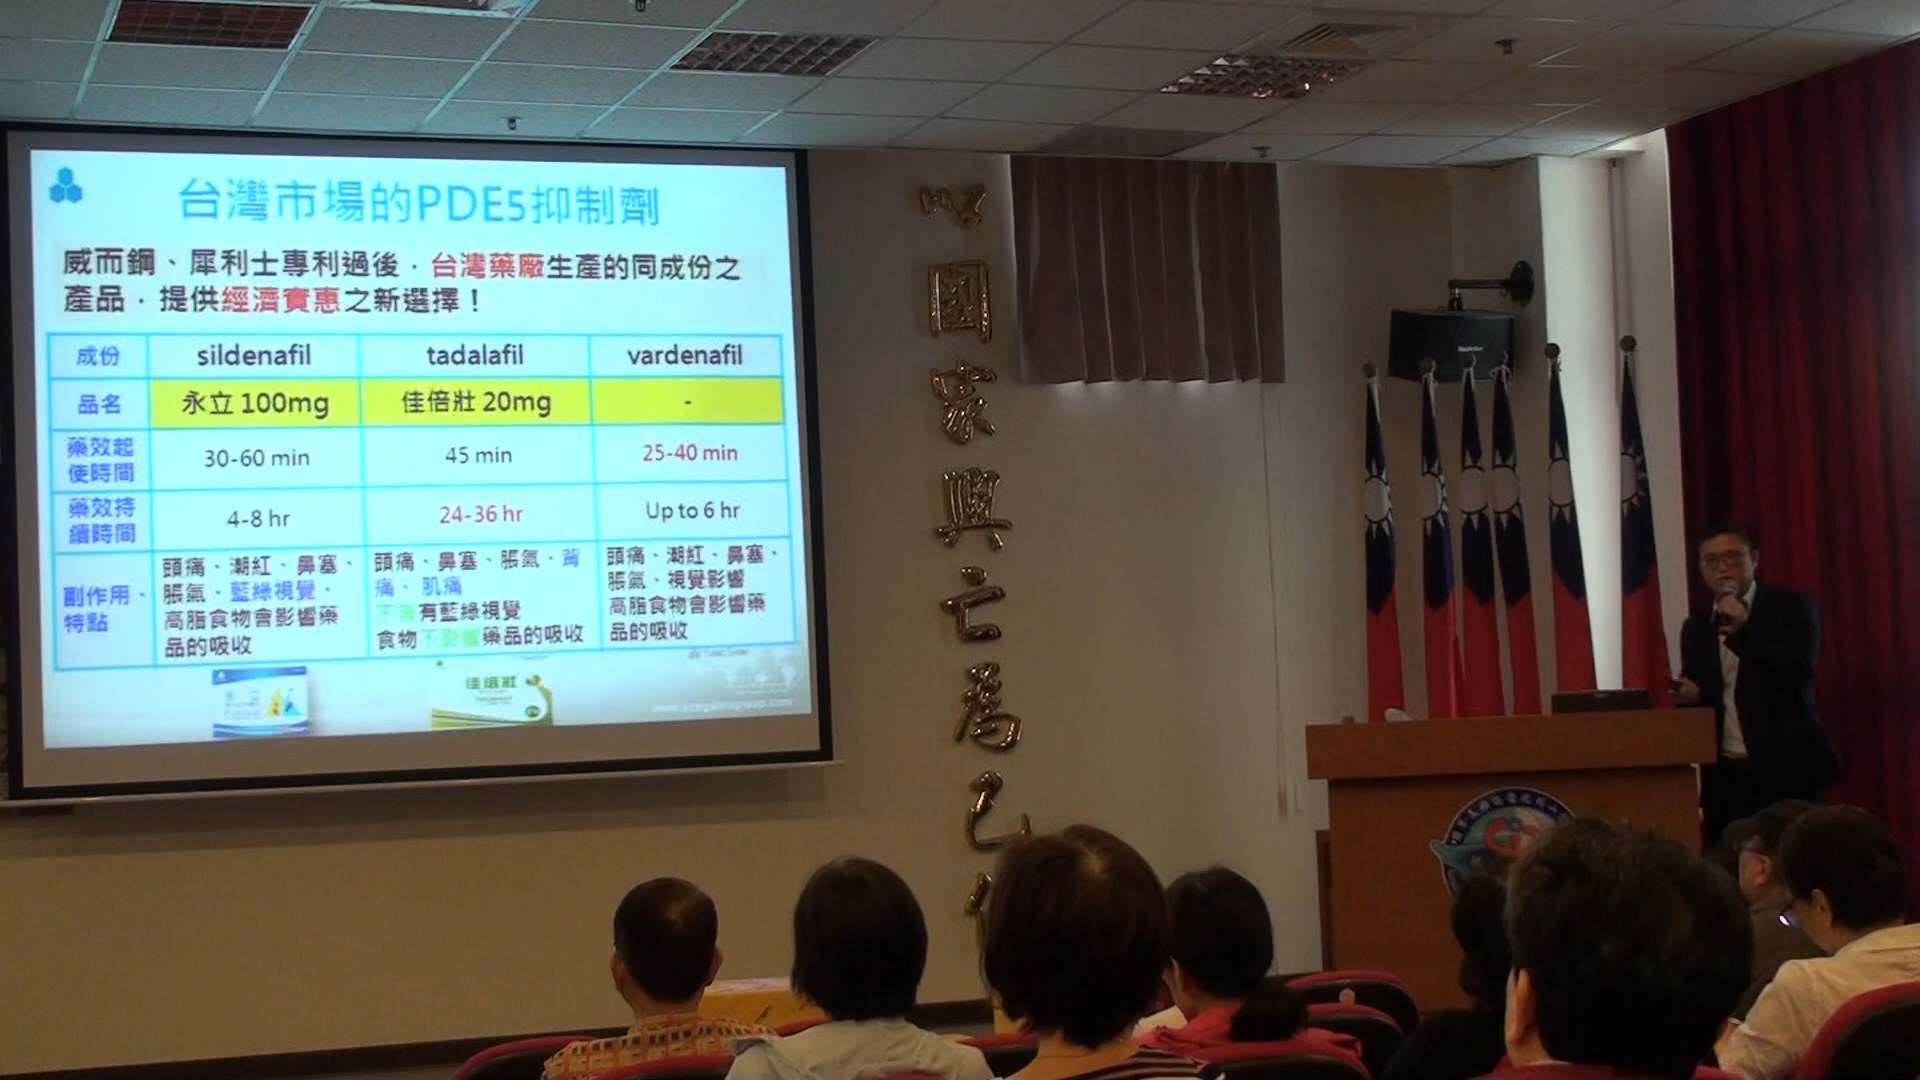 台灣市場的PDE5抑制劑
威而鋼、犀利士專利過後，台灣藥廠生產的同成份之
產品，提供經濟實惠之新選擇！
成份 sildenafil tadalafil vardenafil
品名 永立 100mg 佳倍壯 20mg -
藥效起
使時間
30-60 min 45 min 25-40 min
藥效持
續時間
4-8 hr 24-36 hr Up to 6 hr
副作用、
特點
頭痛、潮紅、鼻塞、
脹氣、藍綠視覺、
高脂食物會影響藥
品的吸收
頭痛、鼻塞、脹氣、背
痛、肌痛
不會有藍綠視覺
食物不影響藥品的吸收
頭痛、潮紅、鼻塞、
脹氣、視覺影響
高脂食物會影響藥
品的吸收
佳倍壯
以
國
家
興
亡
為
己